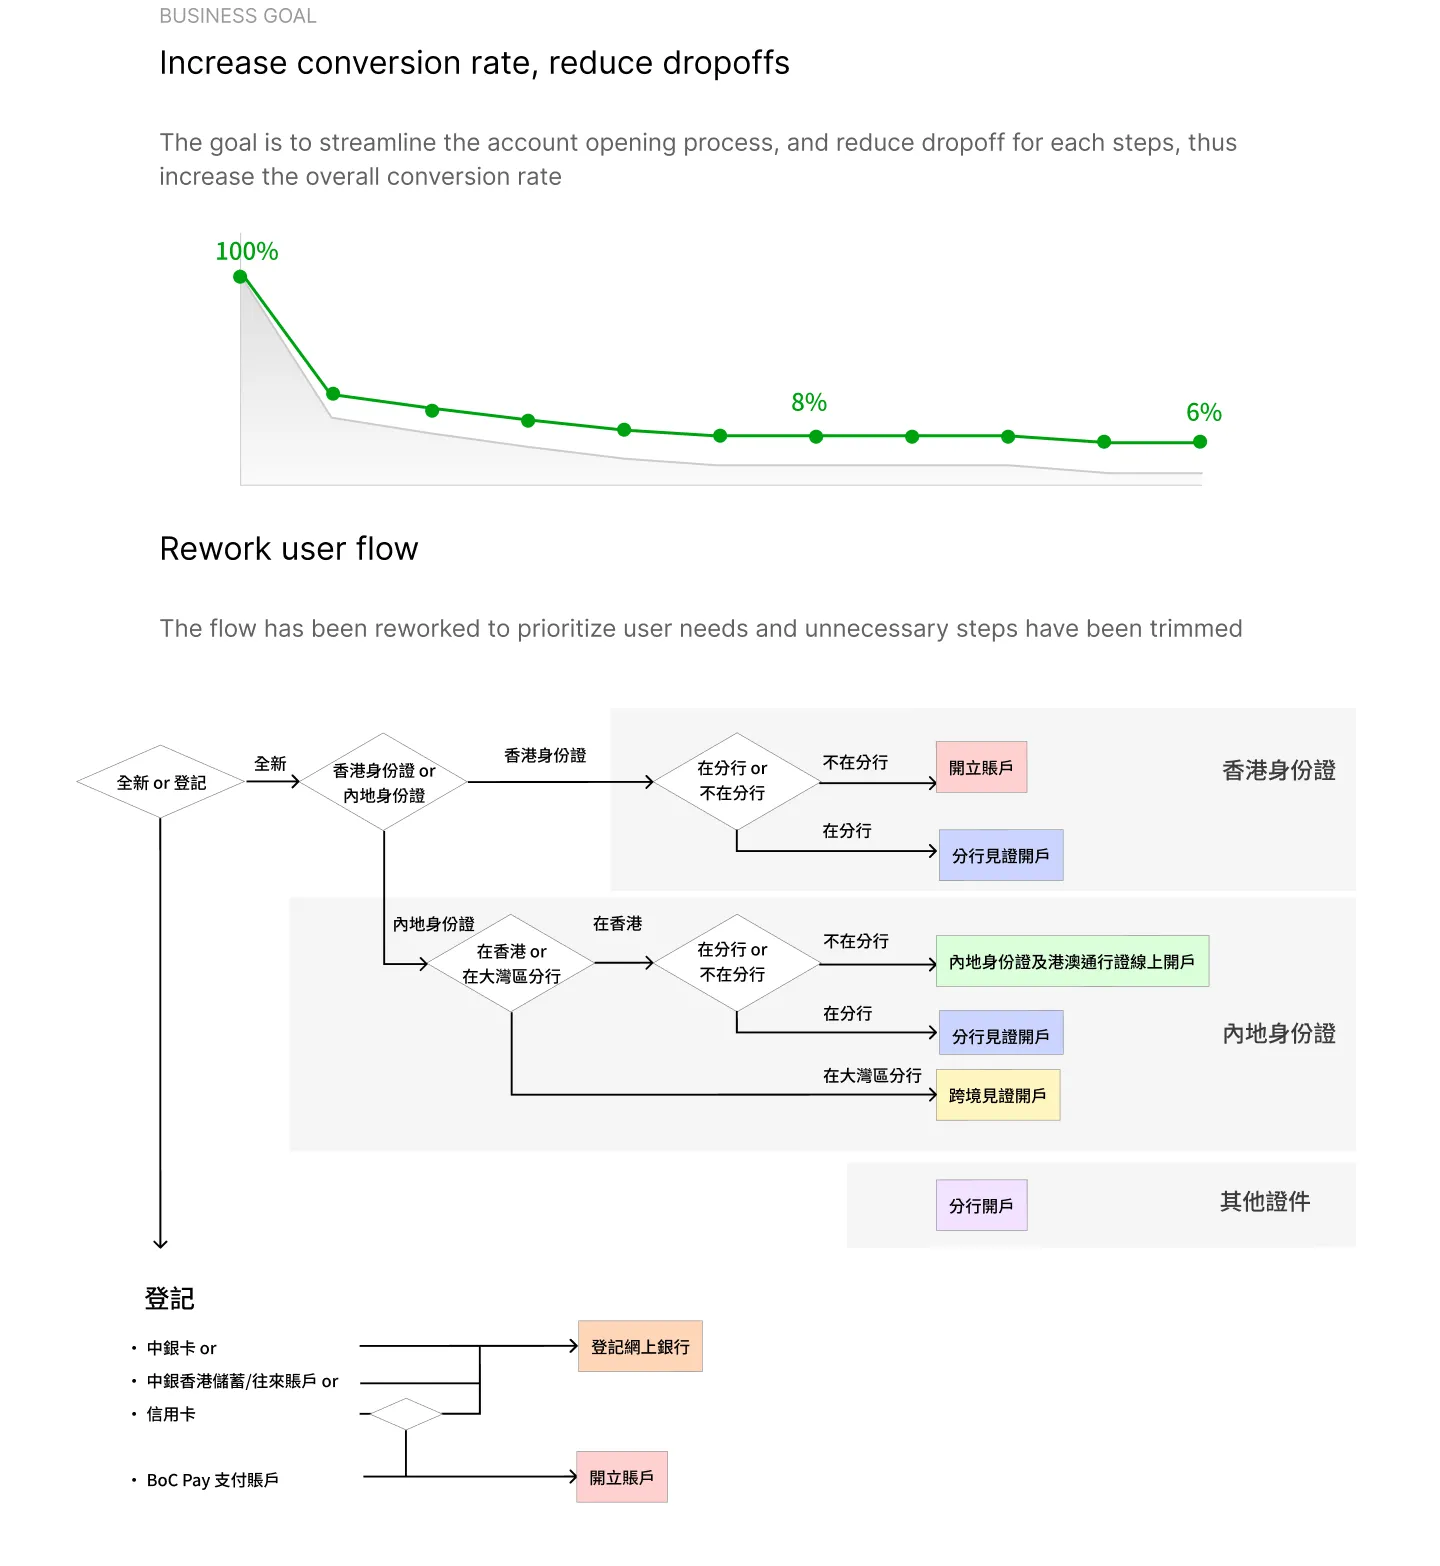 BUSINESS GOAL
Increase conversion rate, reduce dropoffs
The goal is to streamline the account opening process, and reduce dropoff for each steps, thus
increase the overall conversion rate
100%
8%
6%
Rework user flow
The flow has been reworked to prioritize user needs and unnecessary steps have been trimmed
全新 or 登記
全新
香港身份證 or
內地身份證
香港身份證
在分行 or
不在分行
不在分行
開立賬戶
香港身份證
在分行
分行見證開戶
內地身份證
在香港 or
在大灣區分行
在香港
在分行 or
不在分行
不在分行
內地身份證及港澳通行證線上開戶
在分行
分行見證開戶
內地身份證
在大灣區分行
跨境見證開戶
分行開戶
其他證件
登記
• 中銀卡 or
• 中銀香港儲蓄/往來賬戶 or
• 信用卡
• BoC Pay 支付賬戶
登記網上銀行
開立賬戶